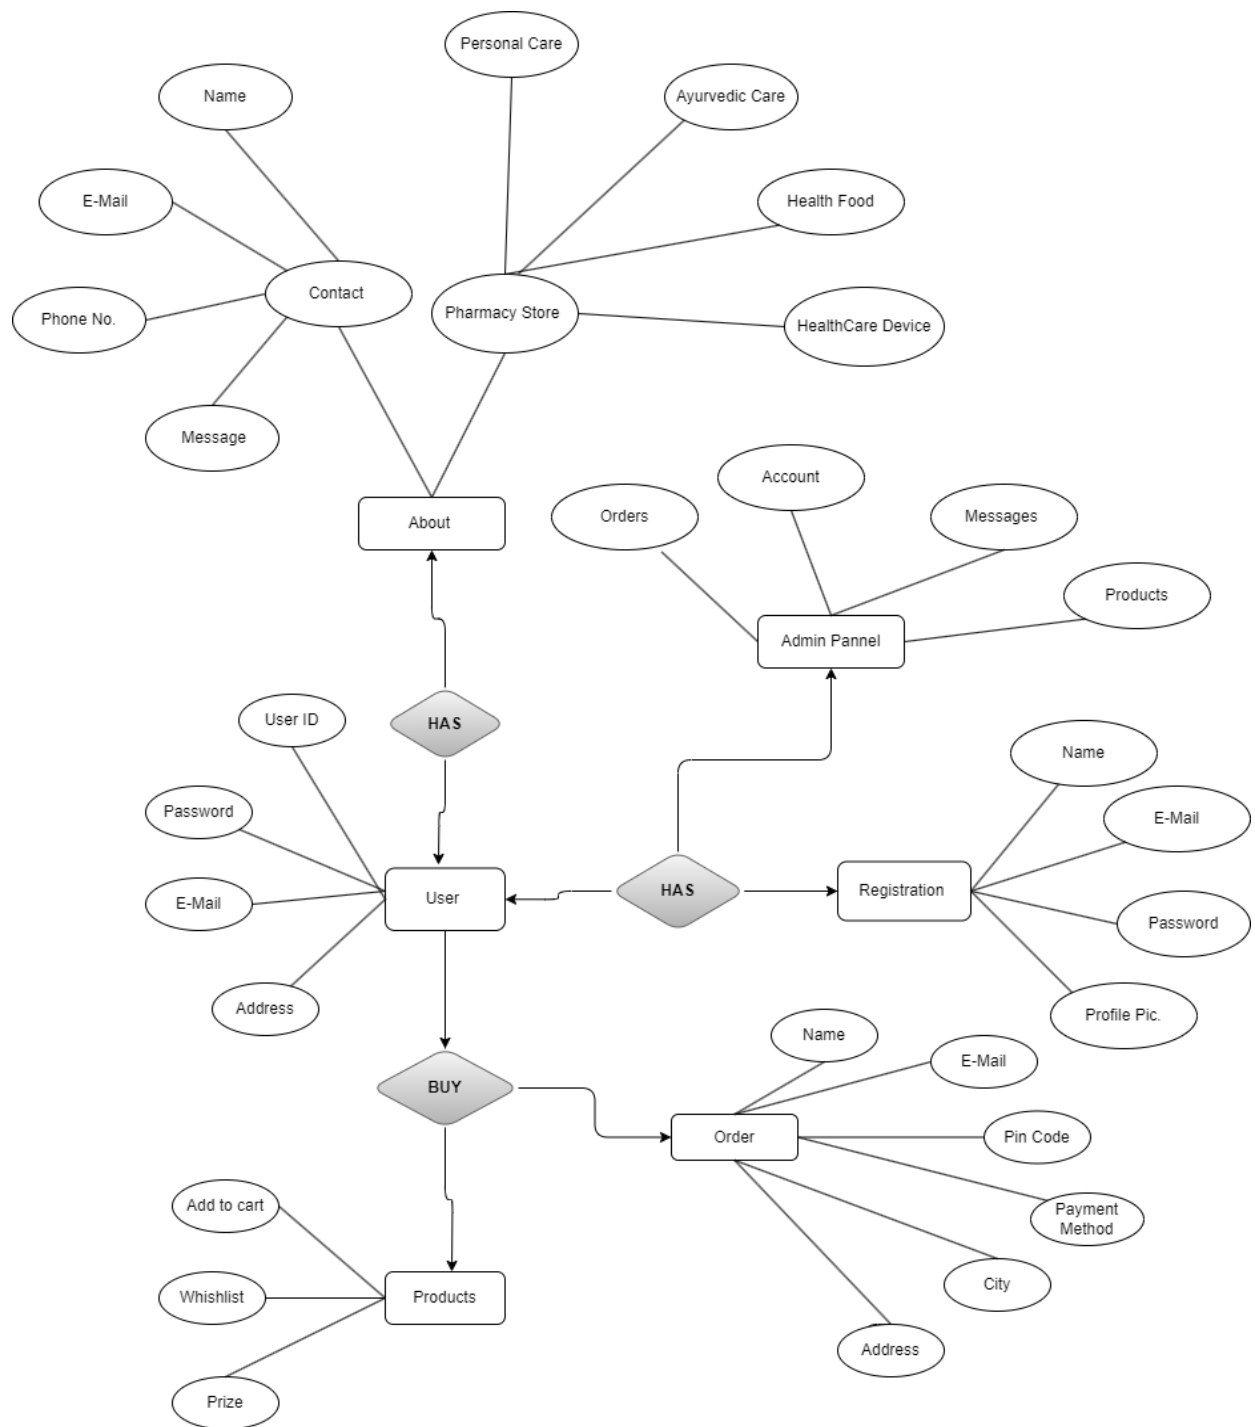 Personal Care
Name
Ayurvedic Care
E-Mail
Health Food
Contact
Pharmacy Store
Phone No.
HealthCare Device
Message
Account
Orders
Messages
About
Products
Admin Pannel
User ID
HAS
Name
Password
E-Mail
User
HAS
Registration
E-Mail
Password
Address
Profile Pic.
Name
E-Mail
BUY
Order
Pin Code
Add to cart
Payment
Method
City
Whishlist
Products
Address
Prize